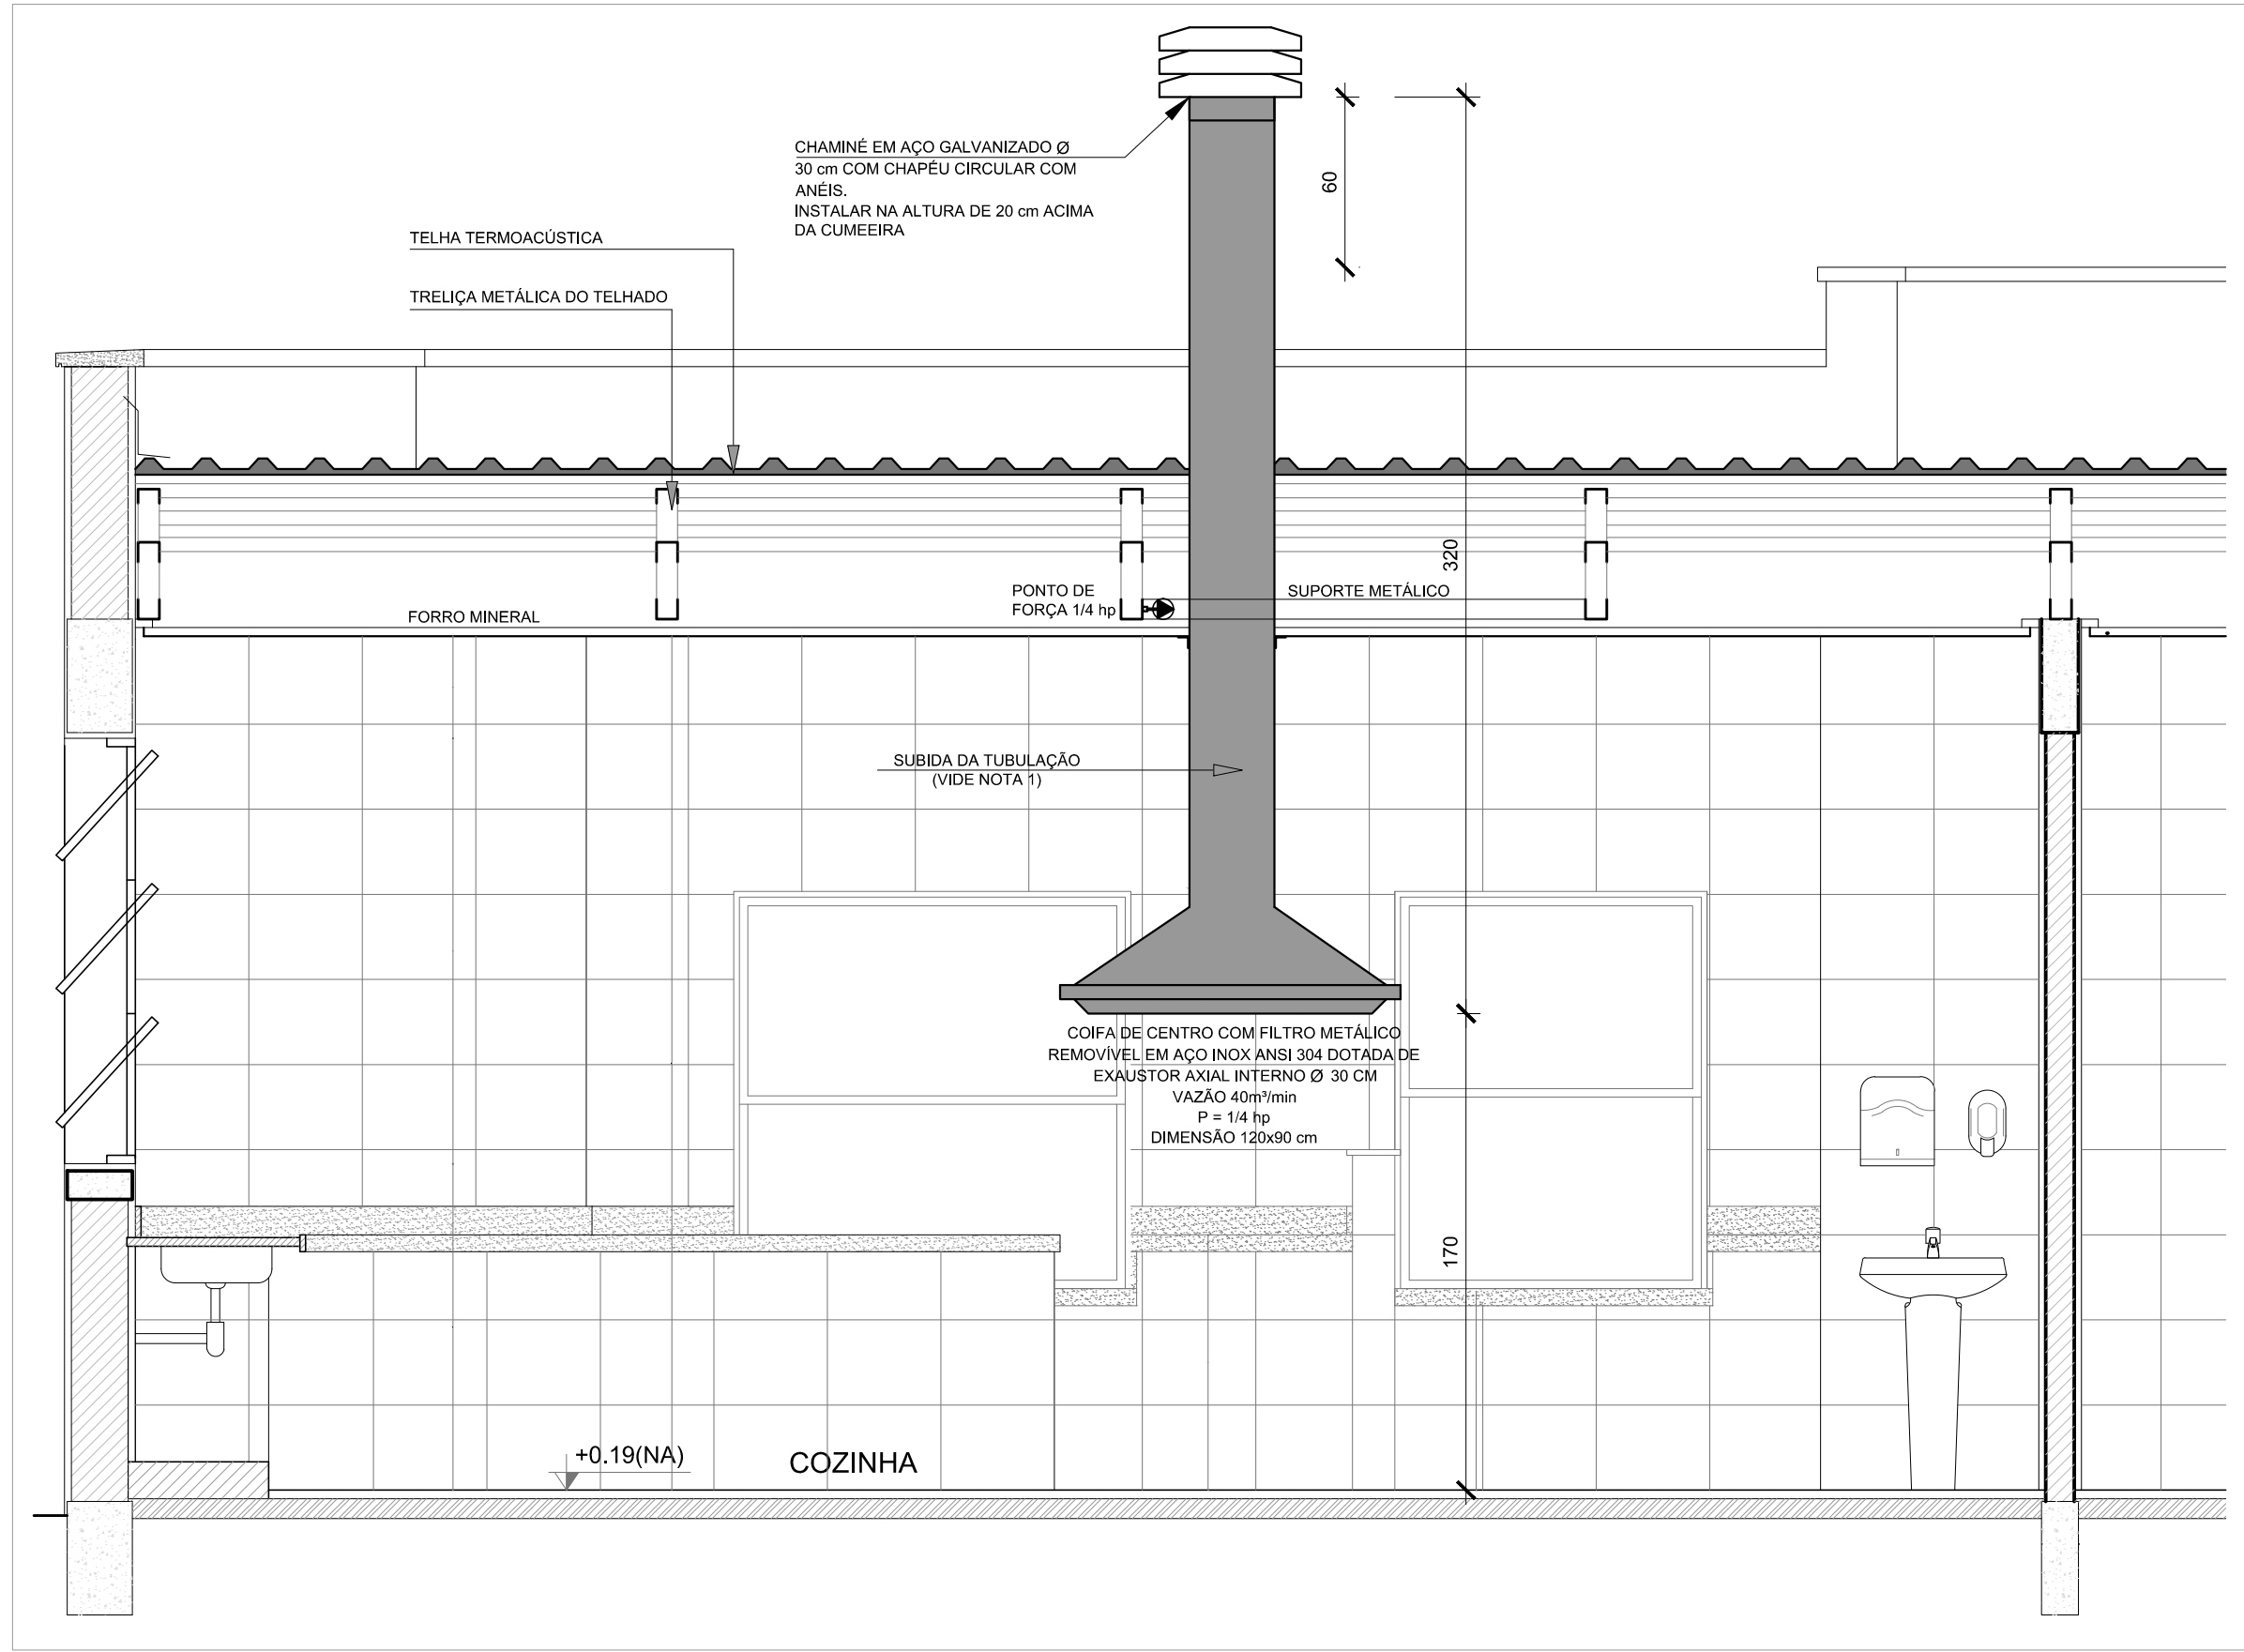 CHAMINÉ EM AÇO GALVANIZADO Ø
30 cm COM CHAPÉU CIRCULAR COM
ANÉIS.
INSTALAR NA ALTURA DE 20 cm ACIMA
DA CUMEEIRA
60
TELHA TERMOACÚSTICA
TRELIÇA METÁLICA DO TELHADO
320
PONTO DE
FORÇA 1/4 hp
SUPORTE METÁLICO
FORRO MINERAL
SUBIDA DA TUBULAÇÃO
(VIDE NOTA 1)
COIFA DE CENTRO COM FILTRO METÁLICO
REMOVÍVEL EM AÇO INOX ANSI 304 DOTADA DE
EXAUSTOR AXIAL INTERNO Ø 30 CM
VAZÃO 40m³/min
P = 1/4 hp
DIMENSÃO 120x90 cm
170
+0.19(NA)
COZINHA